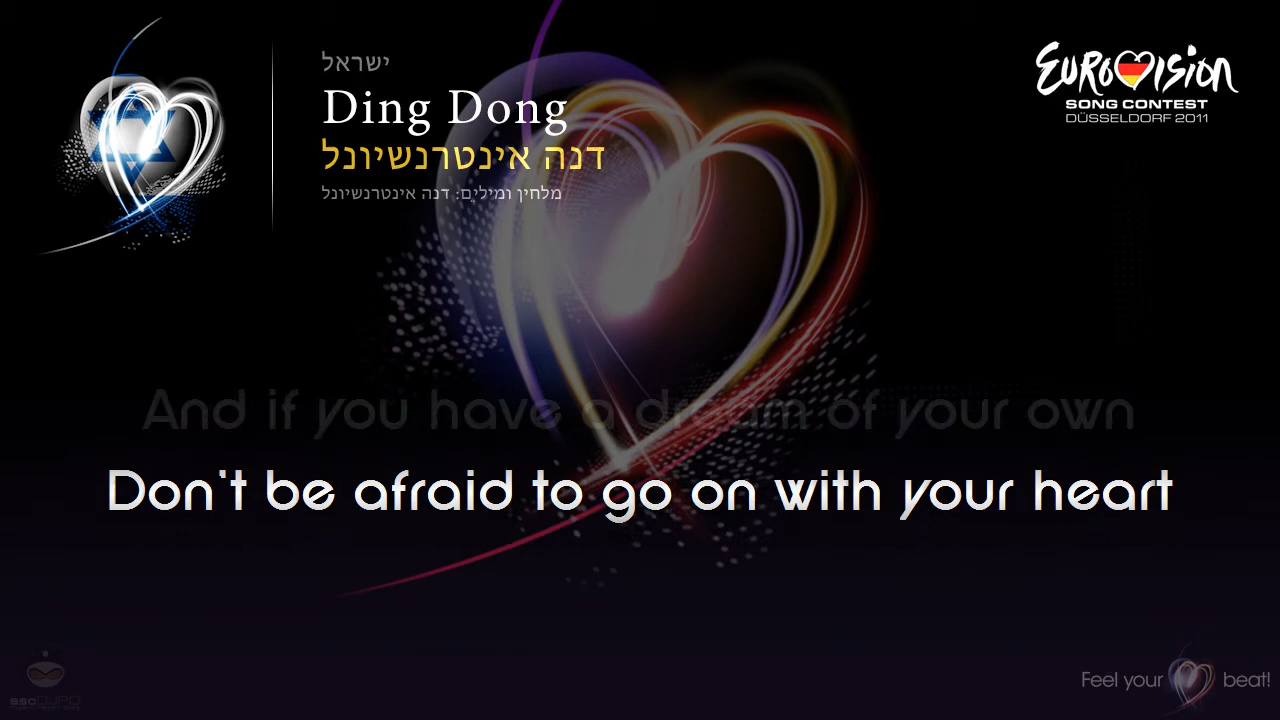 ישראל
Ding Dong
דנה אינטרנשיונל
מלחין ומילים: דנה אינטרנשיונל
EUROVISION
SONG CONTEST
DÜSSELDORF 2011
And if you have a dream of your own
Don't be afraid to go on with your heart
Feel your beat!